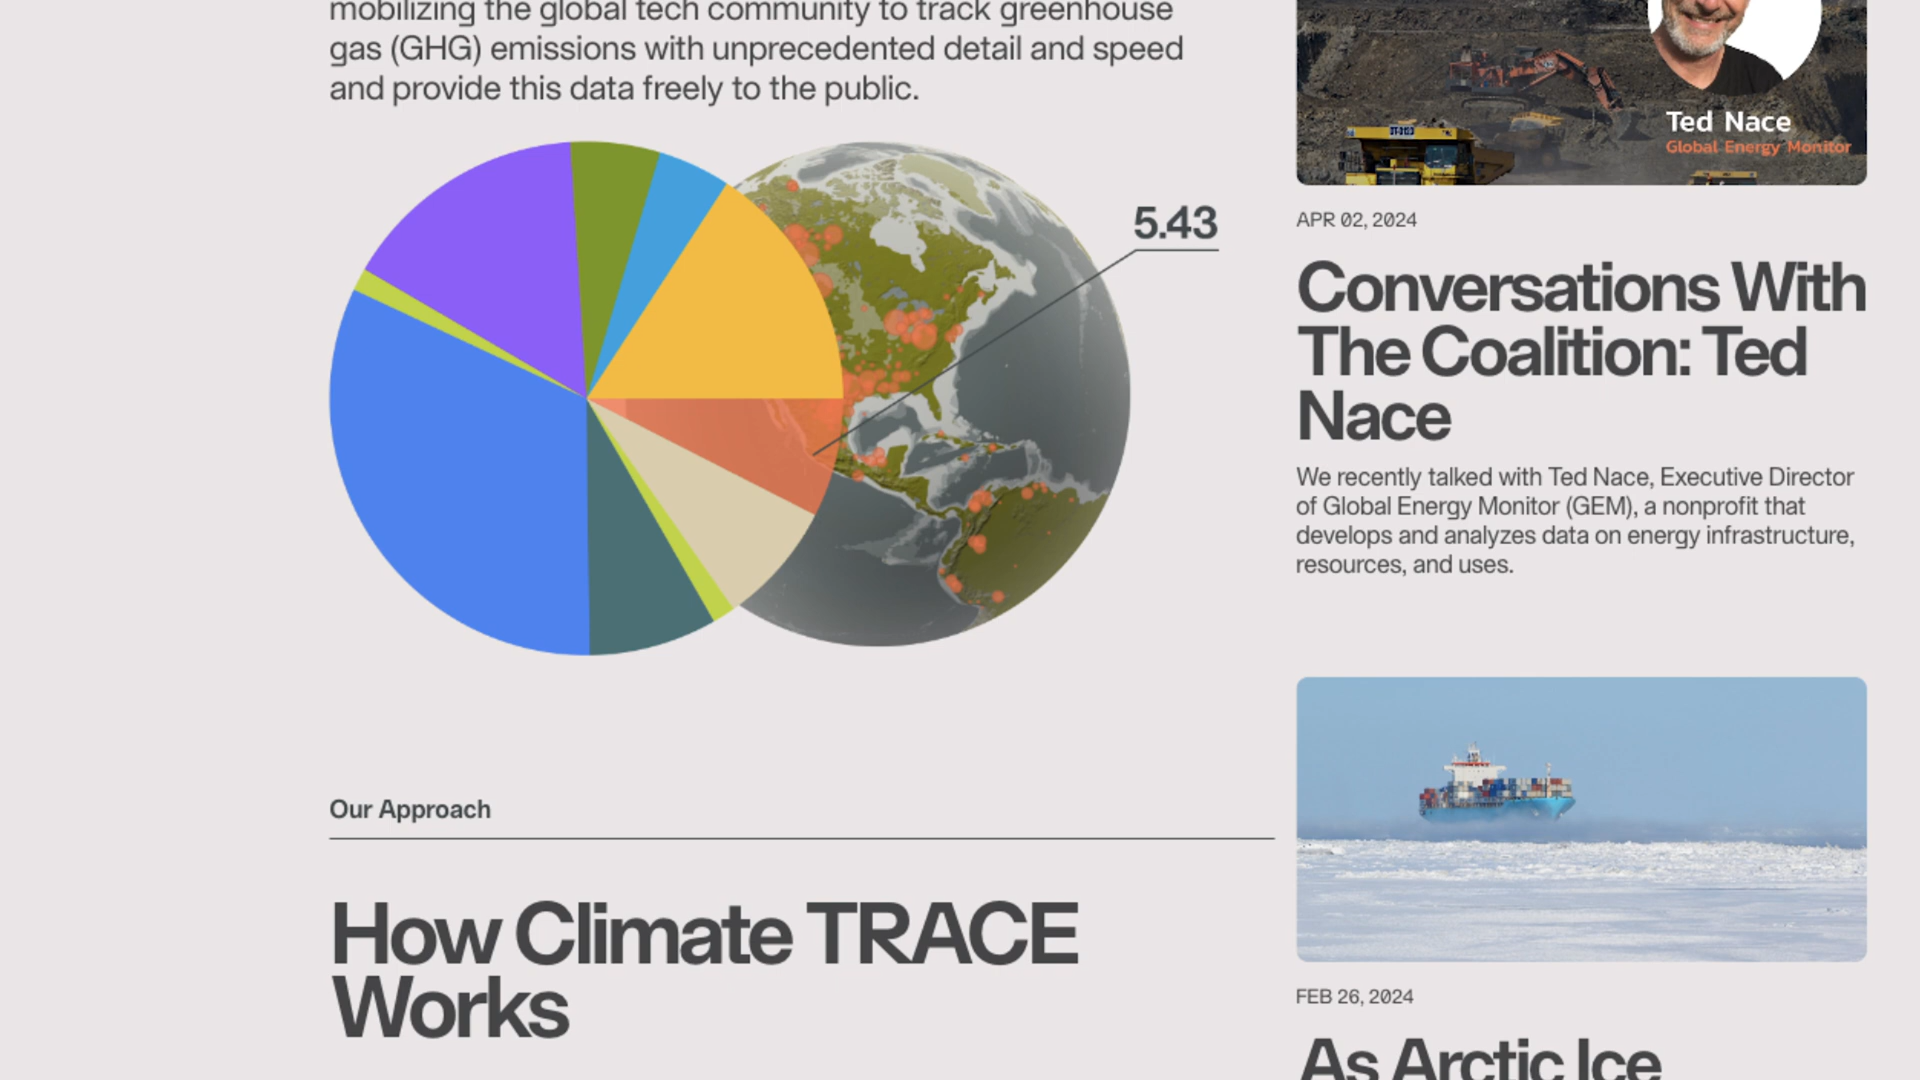 mobilizing the global tech community to track greenhouse
gas (GHG) emissions with unprecedented detail and speed
and provide this data freely to the public.
5.43
Our Approach
How Climate TRACE
Works
Ted Nace
Global Energy Monitor
APR 02, 2024
Conversations With
The Coalition: Ted
Nace
We recently talked with Ted Nace, Executive Director
of Global Energy Monitor (GEM), a nonprofit that
develops and analyzes data on energy infrastructure,
resources, and uses.
FEB 26, 2024
As Arctic Ice